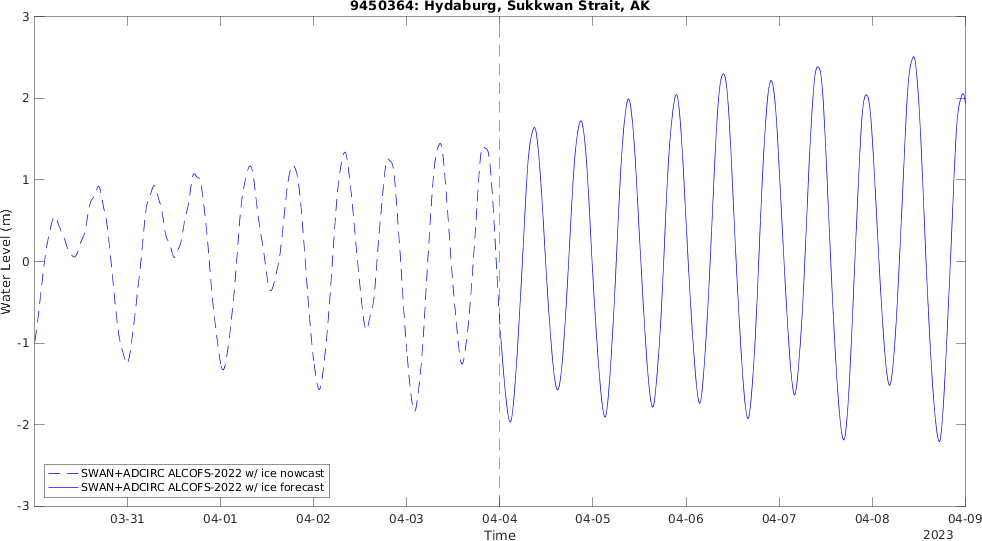 9450364: Hydaburg, Sukkwan Strait, AK
3
2
1
0
-1
-2
-3
Water Level (m)
SWAN+ADCIRC ALCOFS-2022 w/ ice nowcast
SWAN+ADCIRC ALCOFS-2022 w/ ice forecast
03-31 04-01 04-02 04-03 04-04 04-05 04-06 04-07 04-08 04-09
Time 2023